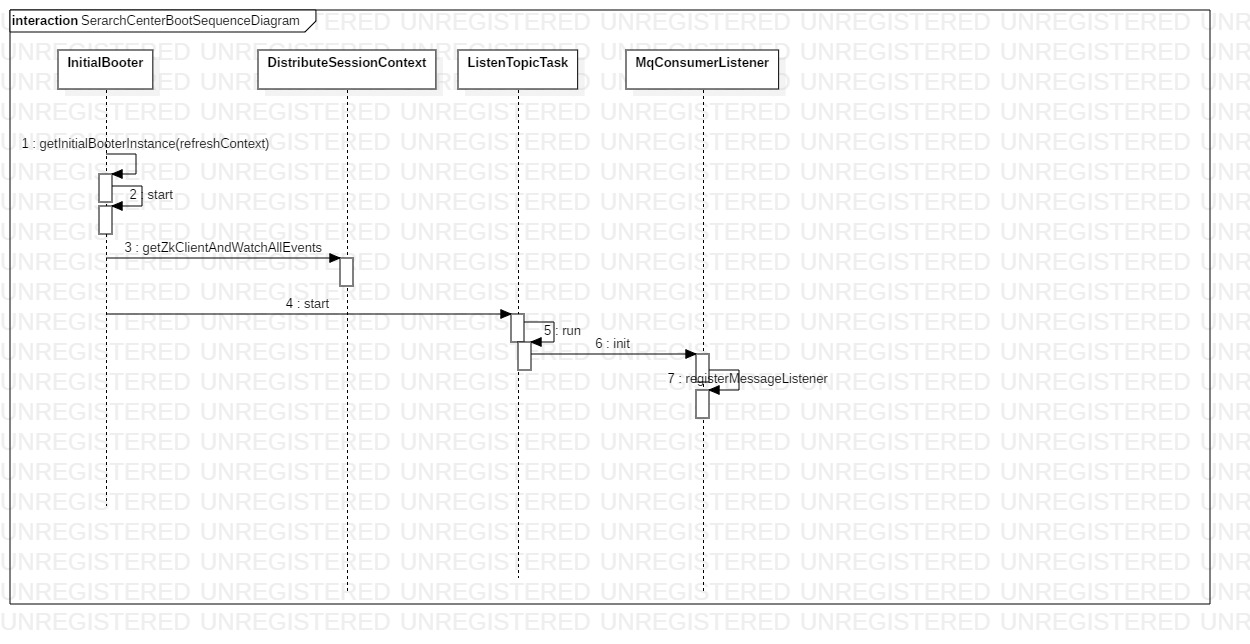 interaction SerarchCenterBootSequenceDiagram
InitialBooter
DistributeSessionContext
ListenTopicTask
MqConsumerListener
1 : getInitialBooterInstance(refreshContext)
2 : start
3 : getZkClientAndWatchAllEvents
4 : start
5 : run
6 : init
7 : registerMessageListener
UNREGISTERED UNREGISTERED UNREGISTERED UNREGISTERED UNREGISTERED UNREGISTERED